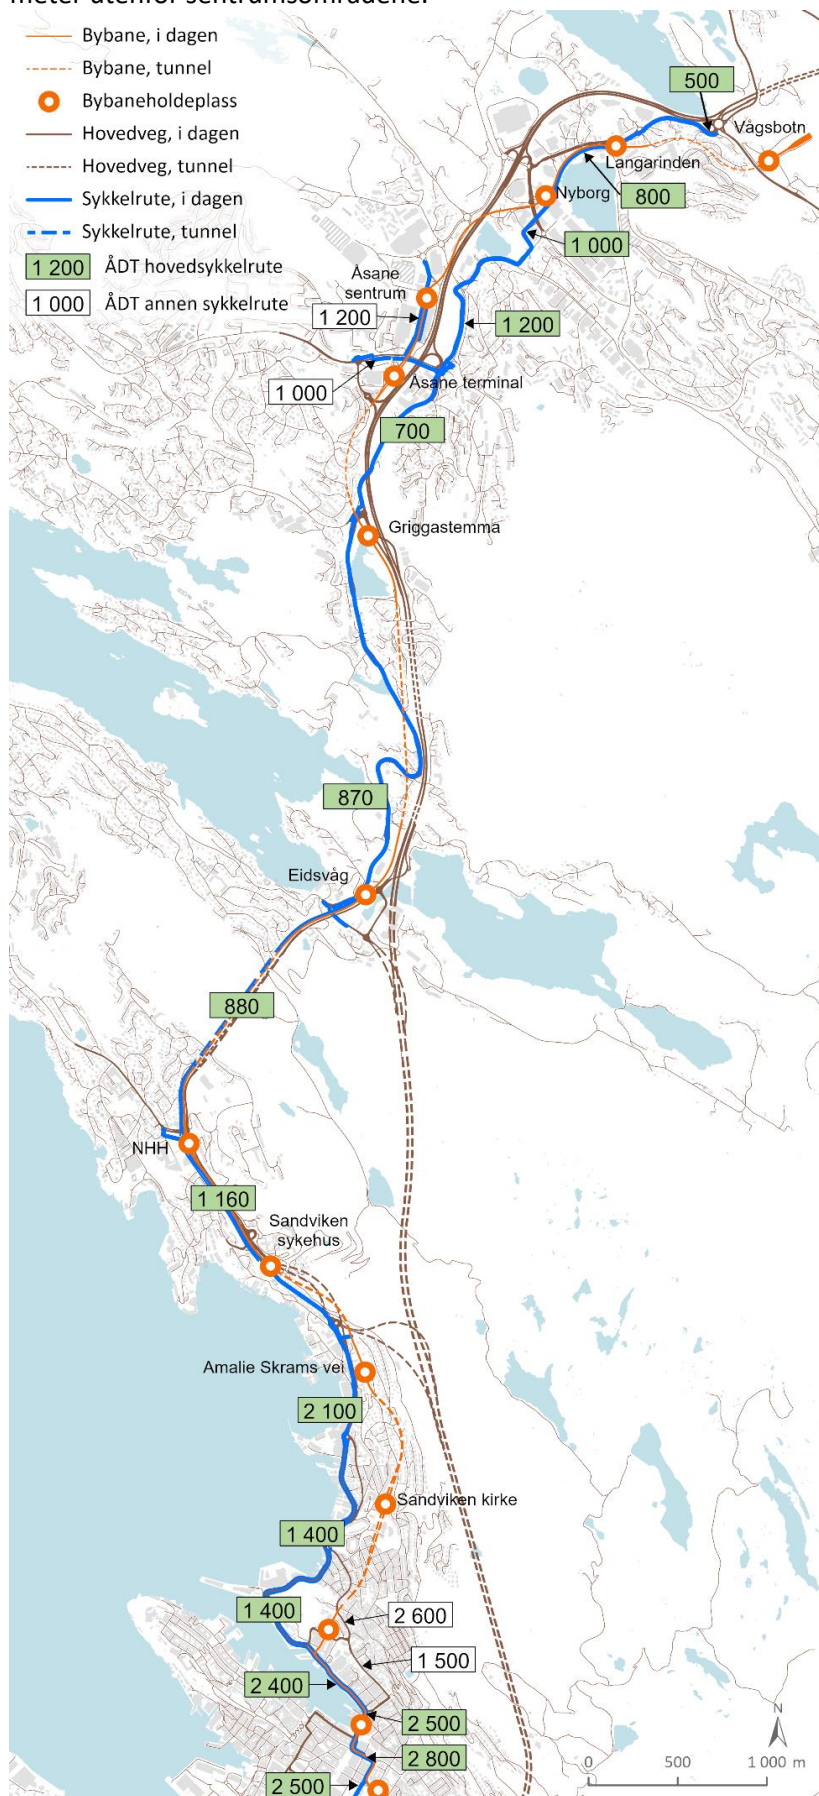 meter utenfor sentrumsområdene.
Bybane, i dagen
Bybane, tunnel
Bybaneholdeplass
Hovedveg, i dagen
Hovedveg, tunnel
Sykkelrute, i dagen
Sykkelrute, tunnel
1 200 ÅDT hovedsykkelrute
1 000 ÅDT annen sykkelrute
500
Vågsbotn
Langarinden
800
Nyborg
1 000
Åsane
sentrum
1 200
1 200
Åsane terminal
1 000
700
Griggastemma
870
Eidsvåg
880
NHH
1 160
Sandviken
sykehus
Amalie Skrams vei
2 100
Sandviken kirke
1 400
1 400
2 600
1 500
2 400
2 500
2 800
2 500
N
0 500 1 000 m